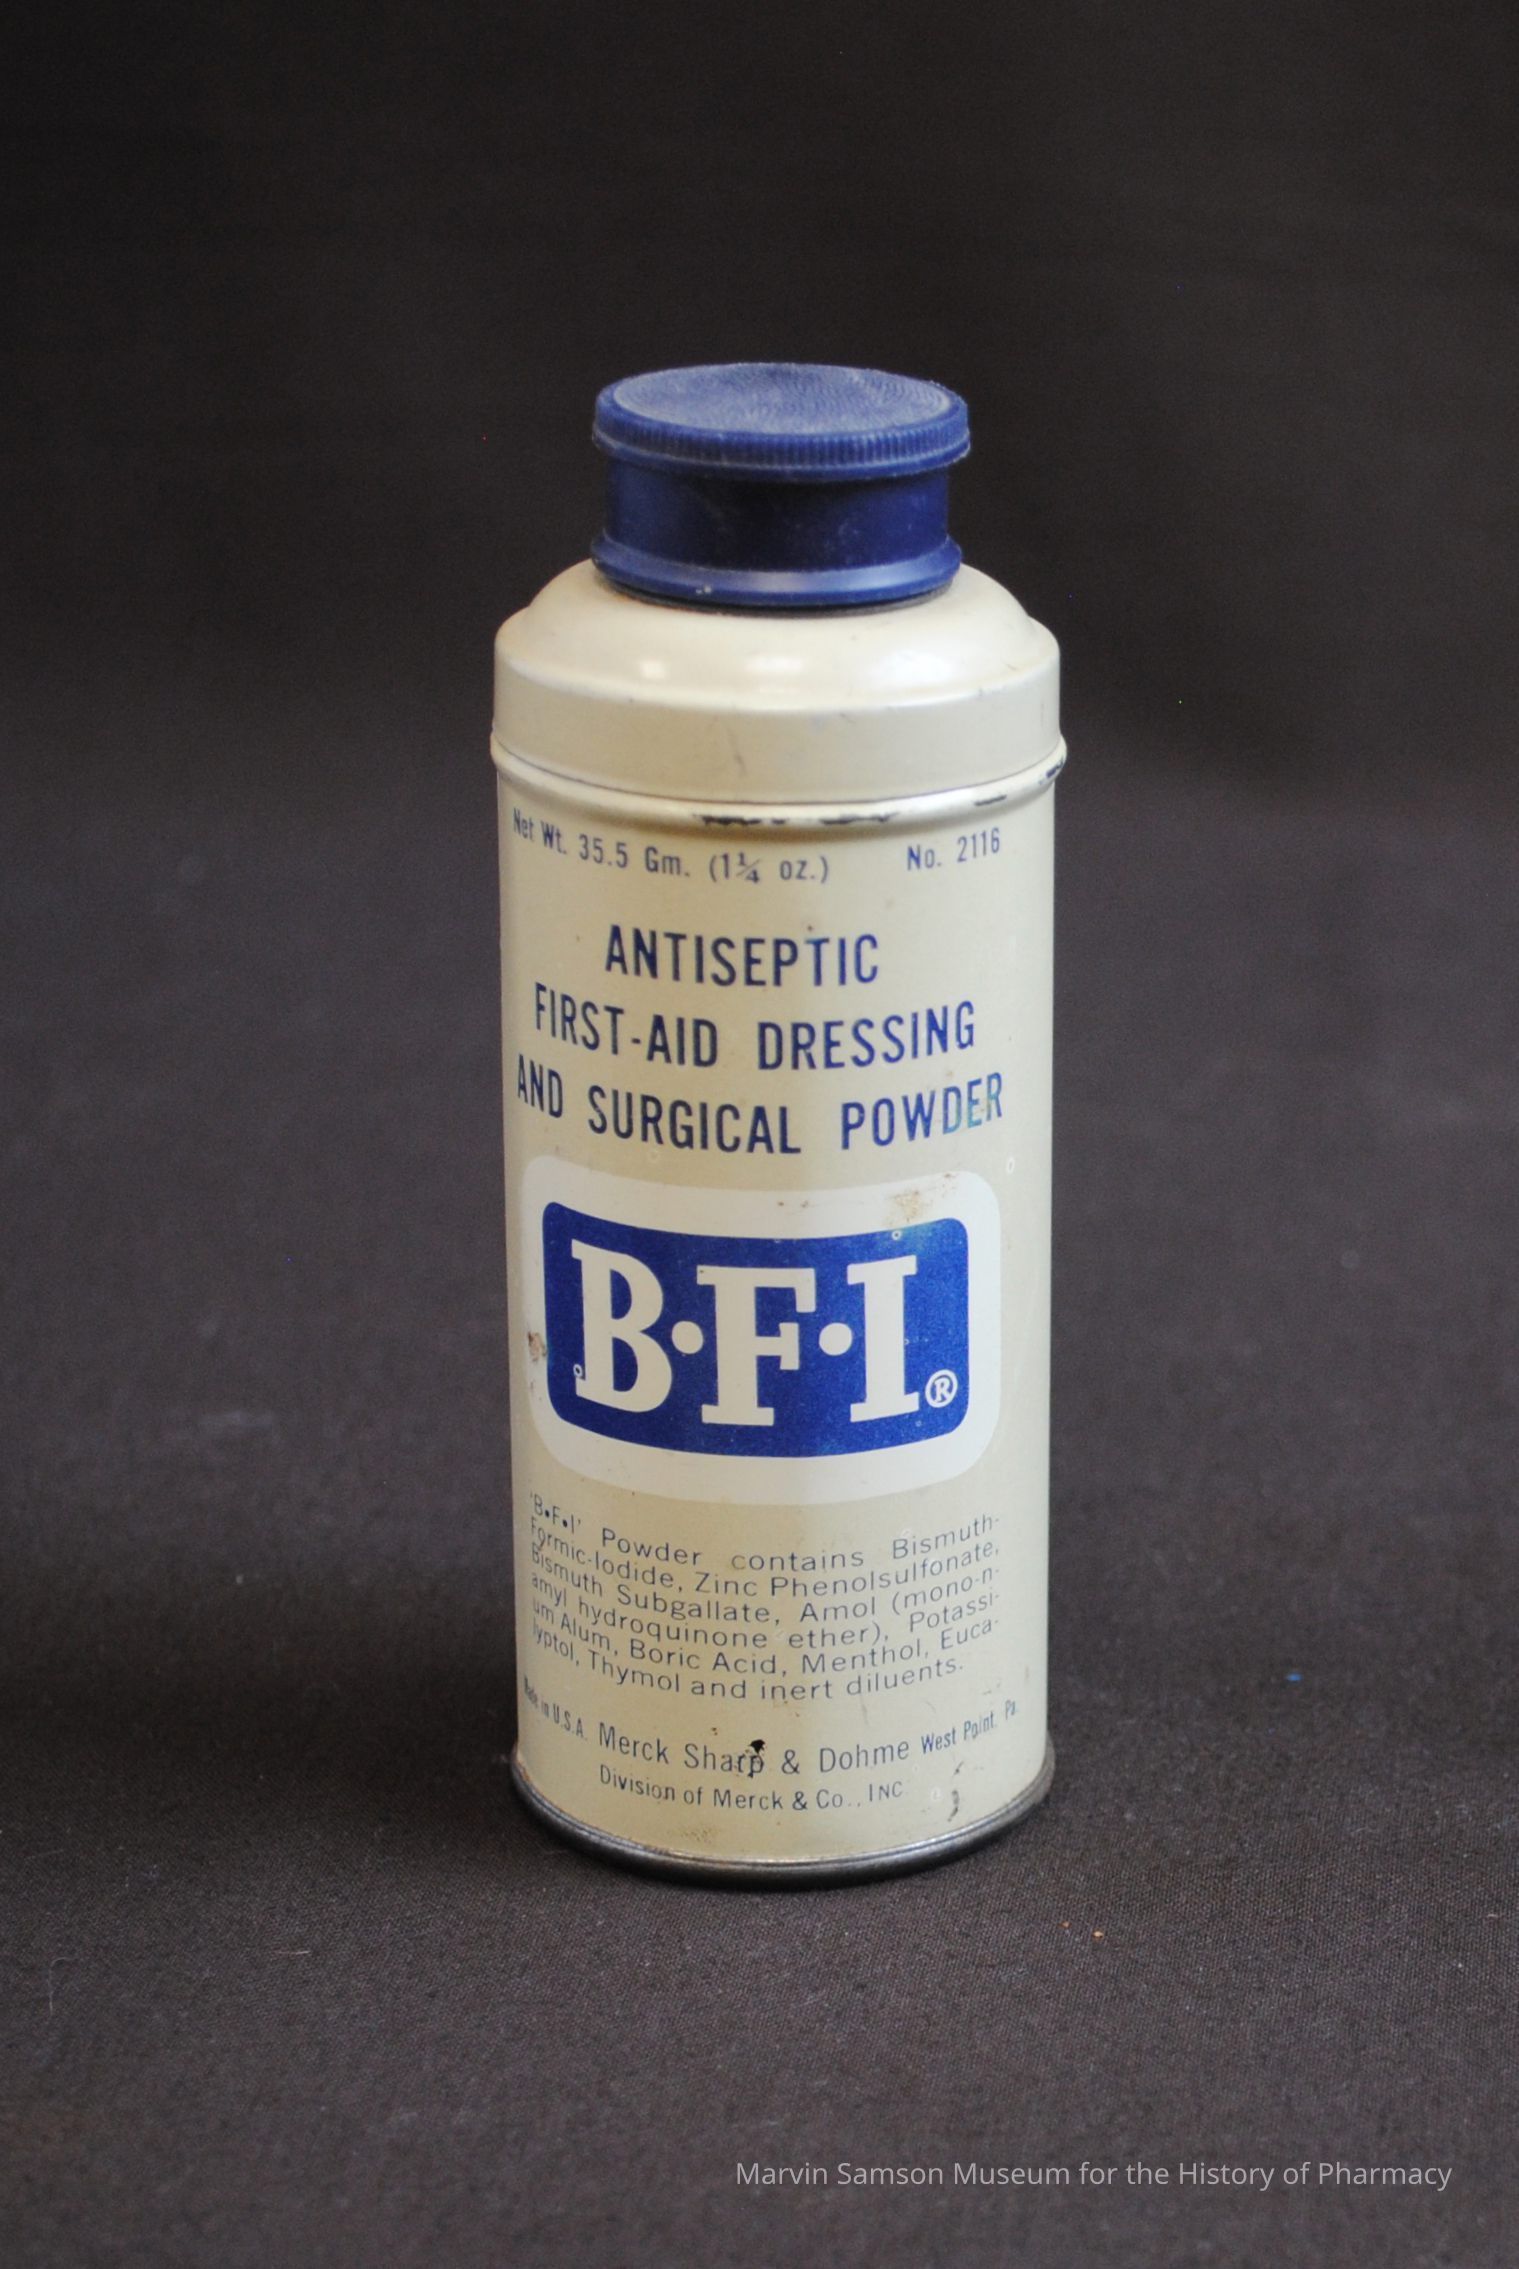 Net Wt. 35.5 Gm. (1¼ oz.) No. 2116
ANTISEPTIC
FIRST-AID DRESSING
AND SURGICAL POWDER
B•F•I®
'B•F•I' Powder contains Bismuth-
Formic-Iodide, Zinc Phenolsulfonate,
Bismuth Subgallate, Amol (mono-n-
amyl hydroquinone ether), Potassi-
um Alum, Boric Acid, Menthol, Euca-
lyptol, Thymol and inert diluents.
Made in U.S.A. Merck Sharp & Dohme West Point, Pa.
Division of Merck & Co., INC.
Marvin Samson Museum for the History of Pharmacy